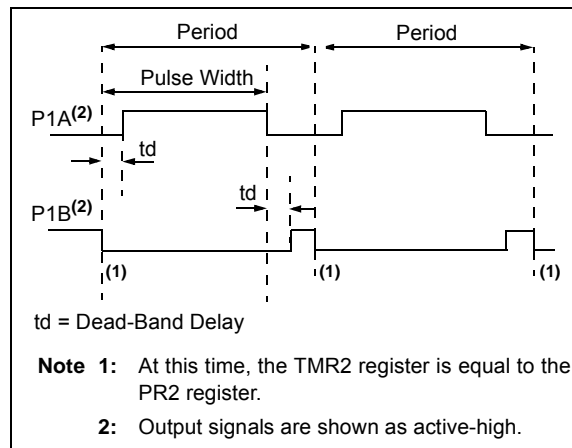 Period Period
Pulse Width
P1A(2)
td
td
P1B(2)
(1) (1) (1)
td = Dead-Band Delay
Note 1: At this time, the TMR2 register is equal to the
PR2 register.
2: Output signals are shown as active-high.